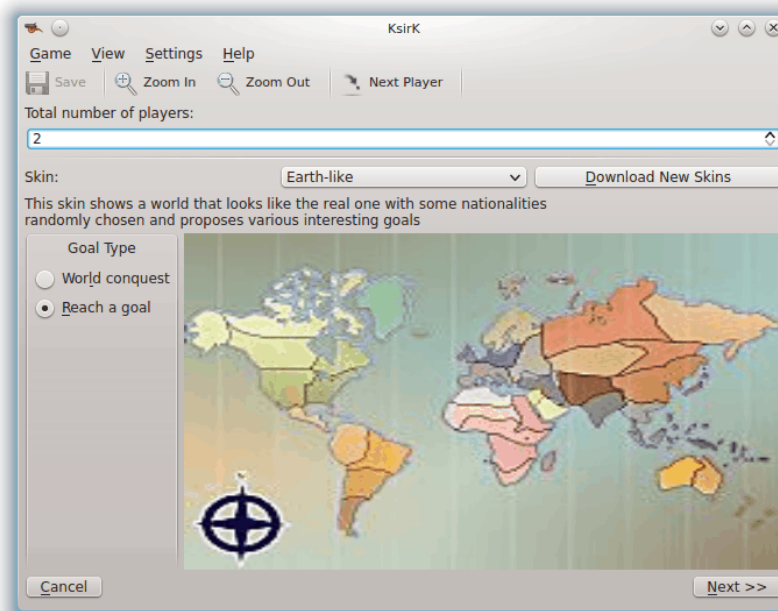 KsirK
Game View Settings Help
Save Zoom In Zoom Out Next Player
Total number of players:
2
Skin: Earth-like Download New Skins
This skin shows a world that looks like the real one with some nationalities
randomly chosen and proposes various interesting goals
Goal Type
World conquest
Reach a goal
Cancel Next >>